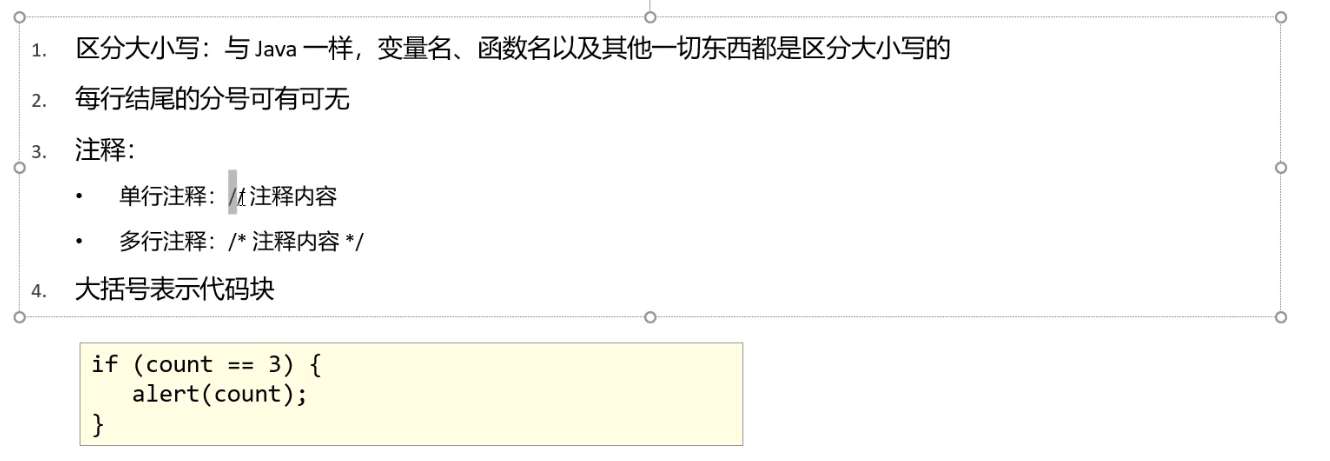 1. 区分大小写：与 Java 一样，变量名、函数名以及其他一切东西都是区分大小写的
2. 每行结尾的分号可有可无
3. 注释：
• 单行注释：// 注释内容
• 多行注释：/* 注释内容 */
4. 大括号表示代码块
if (count == 3) {
   alert(count);
}